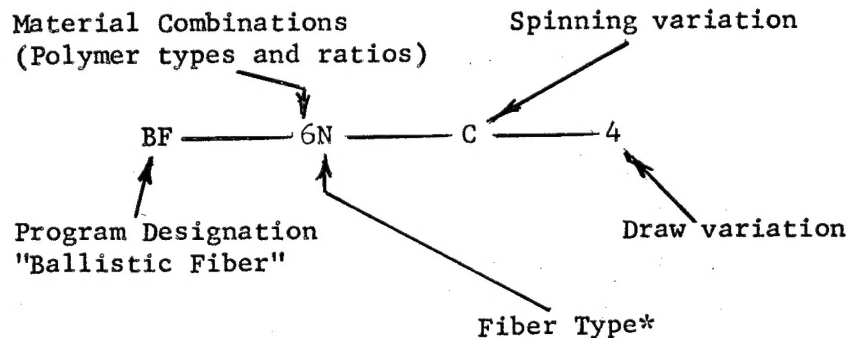 Material Combinations
(Polymer types and ratios)
Spinning variation
BF — 6N — C — 4
Program Designation
"Ballistic Fiber"
Draw variation
Fiber Type*